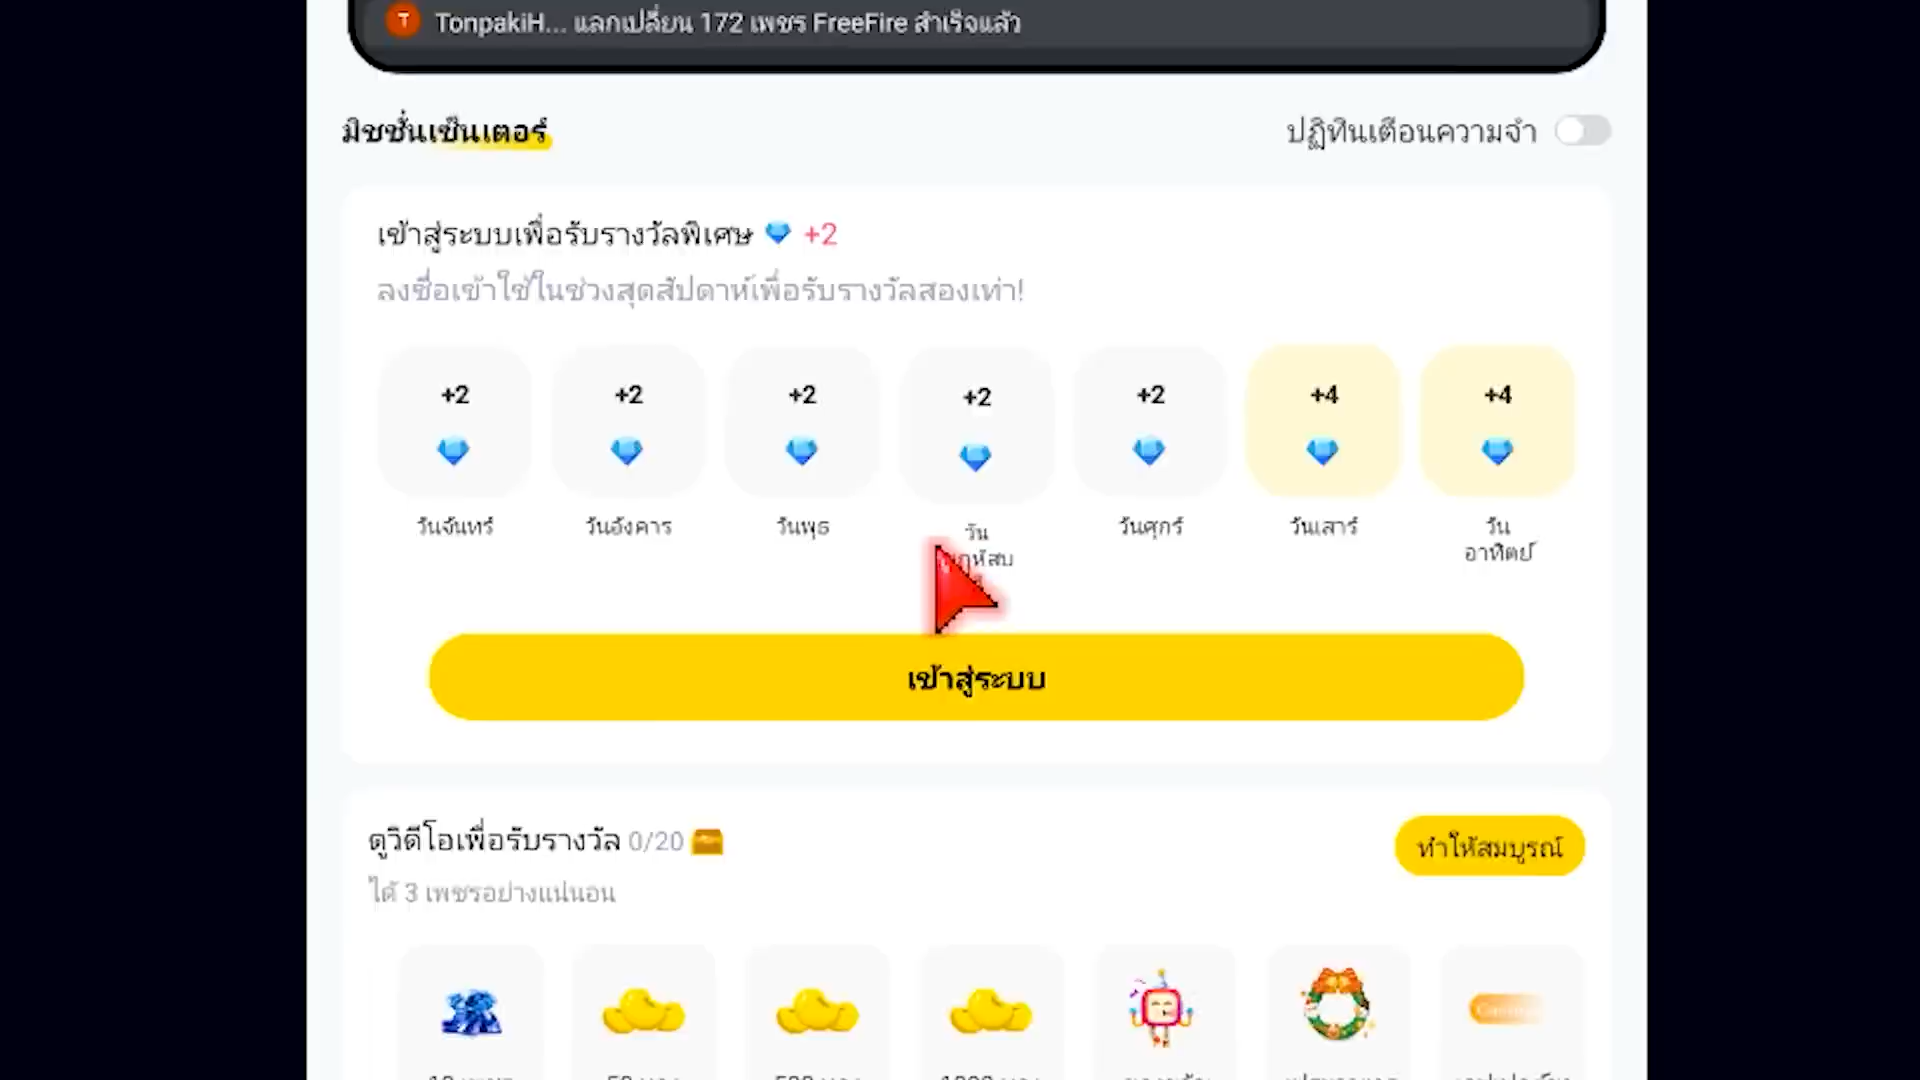 T TonpakiH... แลกเปลี่ยน 172 เพชร FreeFire สำเร็จแล้ว
มิชชั่นเซ็นเตอร์
ปฏิทินเตือนความจำ
เข้าสู่ระบบเพื่อรับรางวัลพิเศษ +2
ลงชื่อเข้าใช้ในช่วงสุดสัปดาห์เพื่อรับรางวัลสองเท่า!
+2 +2 +2 +2 +2 +4 +4
วันจันทร์ วันอังคาร วันพุธ วัน วันศุกร์ วันเสาร์ วัน
อาทิตย์
เข้าสู่ระบบ
ดูวิดีโอเพื่อรับรางวัล 0/20
ทำให้สมบูรณ์
ได้ 3 เพชรอย่างแน่นอน